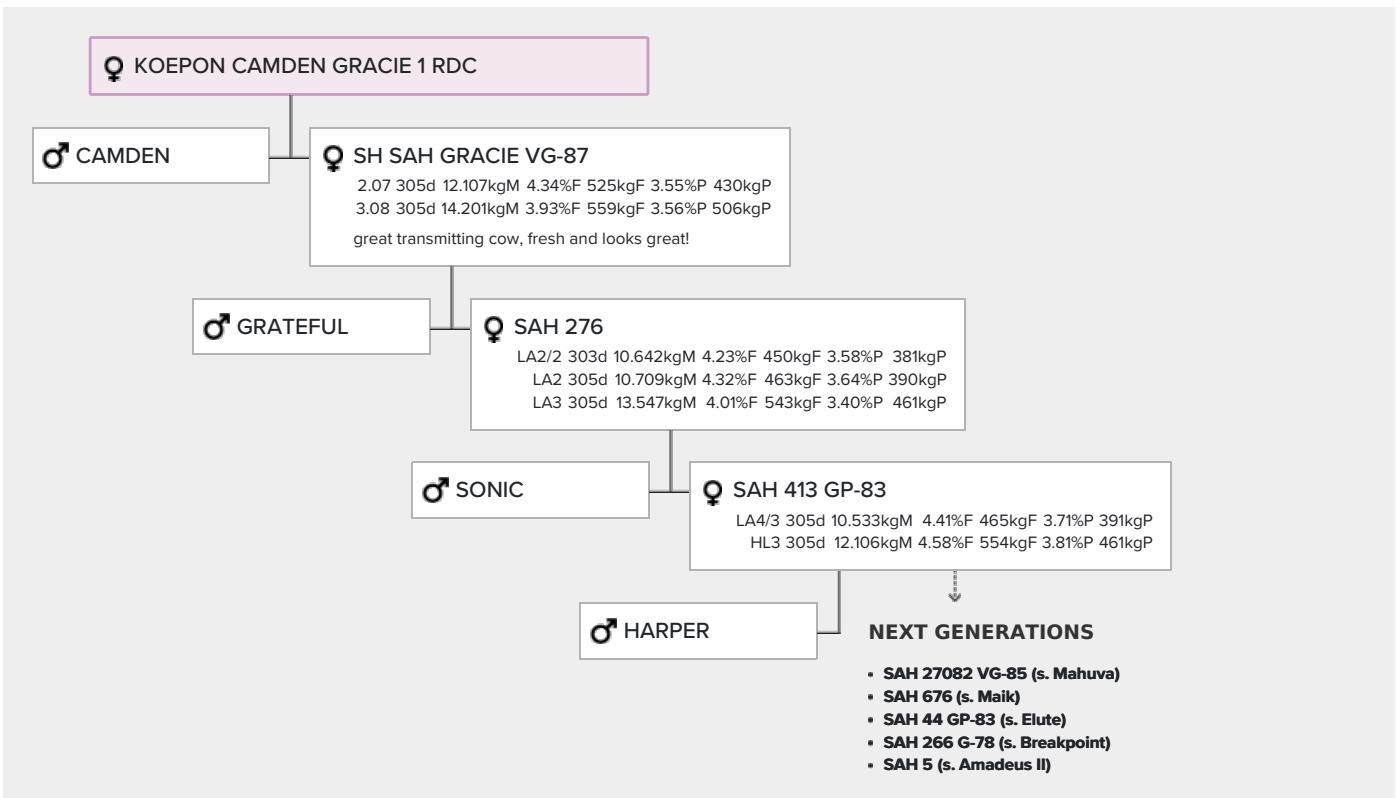 KOEPON CAMDEN GRACIE 1 RDC
CAMDEN
SH SAH GRACIE VG-87
2.07 305d 12.107kgM 4.34%F 525kgF 3.55%P 430kgP
3.08 305d 14.201kgM 3.93%F 559kgF 3.56%P 506kgP
great transmitting cow, fresh and looks great!
GRATEFUL
SAH 276
LA2/2 303d 10.642kgM 4.23%F 450kgF 3.58%P 381kgP
LA2 305d 10.709kgM 4.32%F 463kgF 3.64%P 390kgP
LA3 305d 13.547kgM 4.01%F 543kgF 3.40%P 461kgP
SONIC
SAH 413 GP-83
LA4/3 305d 10.533kgM 4.41%F 465kgF 3.71%P 391kgP
HL3 305d 12.106kgM 4.58%F 554kgF 3.81%P 461kgP
HARPER
NEXT GENERATIONS
• SAH 27082 VG-85 (s. Mahuva)
• SAH 676 (s. Maik)
• SAH 44 GP-83 (s. Elute)
• SAH 266 G-78 (s. Breakpoint)
• SAH 5 (s. Amadeus II)